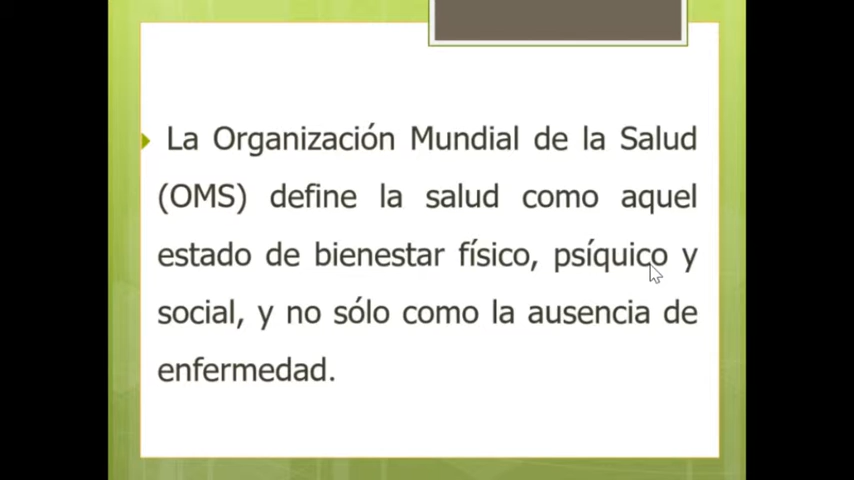 La Organización Mundial de la Salud
(OMS) define la salud como aquel
estado de bienestar físico, psíquico y
social, y no sólo como la ausencia de
enfermedad.